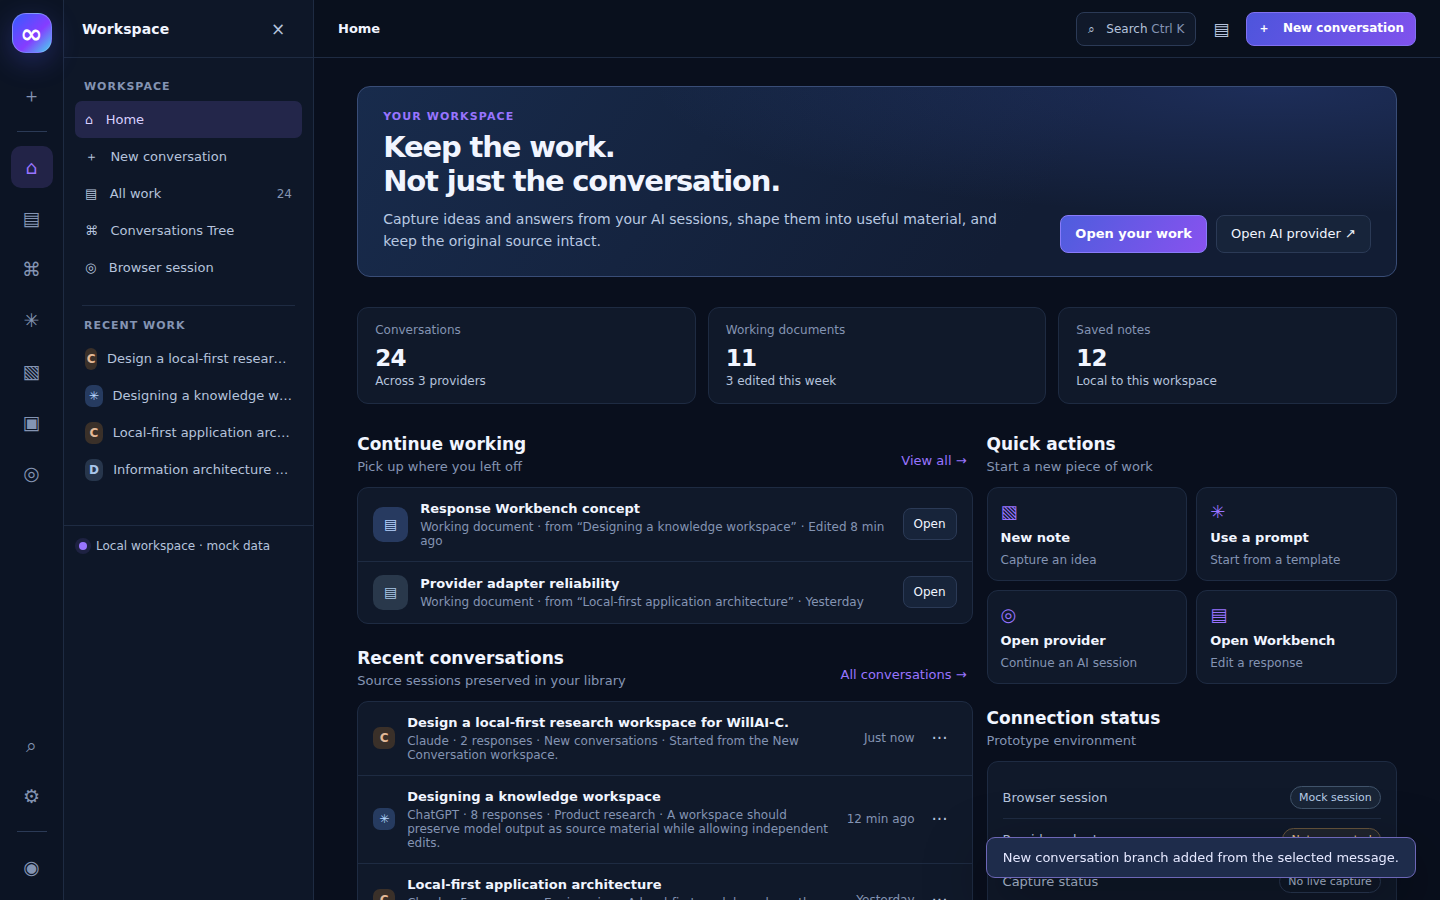 Workspace
WORKSPACE
Home
New conversation
All work 24
Conversations Tree
Browser session
RECENT WORK
C Design a local-first resear...
Designing a knowledge w...
C Local-first application arc...
D Information architecture ...
Local workspace · mock data
Home
Search Ctrl K
+ New conversation
YOUR WORKSPACE
Keep the work.
Not just the conversation.
Capture ideas and answers from your AI sessions, shape them into useful material, and
keep the original source intact.
Open your work
Open AI provider ↗
Conversations
24
Across 3 providers
Working documents
11
3 edited this week
Saved notes
12
Local to this workspace
Continue working
Pick up where you left off
View all →
Response Workbench concept
Working document · from “Designing a knowledge workspace” · Edited 8 min
ago
Open
Provider adapter reliability
Working document · from “Local-first application architecture” · Yesterday
Open
Recent conversations
Source sessions preserved in your library
All conversations →
C
Design a local-first research workspace for WillAI-C.
Claude · 2 responses · New conversations · Started from the New
Conversation workspace.
Just now
Designing a knowledge workspace
ChatGPT · 8 responses · Product research · A workspace should
preserve model output as source material while allowing independent
edits.
12 min ago
Local-first application architecture
Yesterday
Quick actions
Start a new piece of work
New note
Capture an idea
Use a prompt
Start from a template
Open provider
Continue an AI session
Open Workbench
Edit a response
Connection status
Prototype environment
Browser session
Mock session
New conversation branch added from the selected message.
Capture status
No live capture